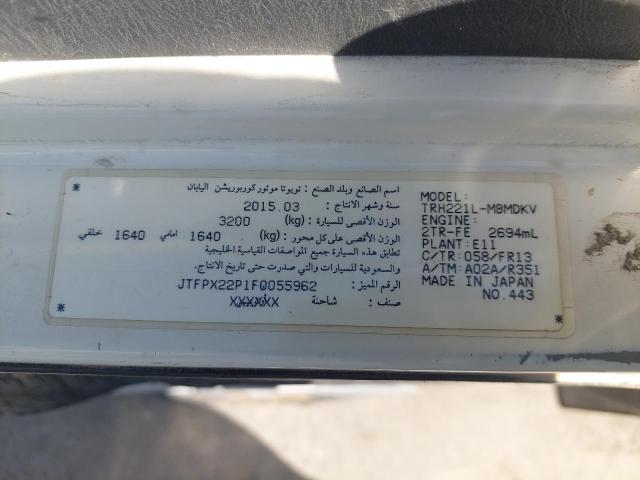 اسم الصانع وبلد الصنع : تويوتا موتور كوربوريشن اليابان
سنة وشهر الانتاج : 2015.03
الوزن الأقصى للسيارة (kg) 3200
الوزن الأقصى على كل محور (kg) 1640 امامي 1640 خلفي
تطابق هذه السيارة جميع المواصفات القياسية الخليجية
والسعودية للسيارات والتي صدرت حتى تاريخ الانتاج.
الرقم المميز : JTFPX22P1F0055962
صنف : شاحنة
MODEL:
TRH221L-MBMDKV
ENGINE:
2TR-FE 2694mL
PLANT: E11
C/TR: 058/FR13
A/TM: A02A/R351
MADE IN JAPAN
NO.443